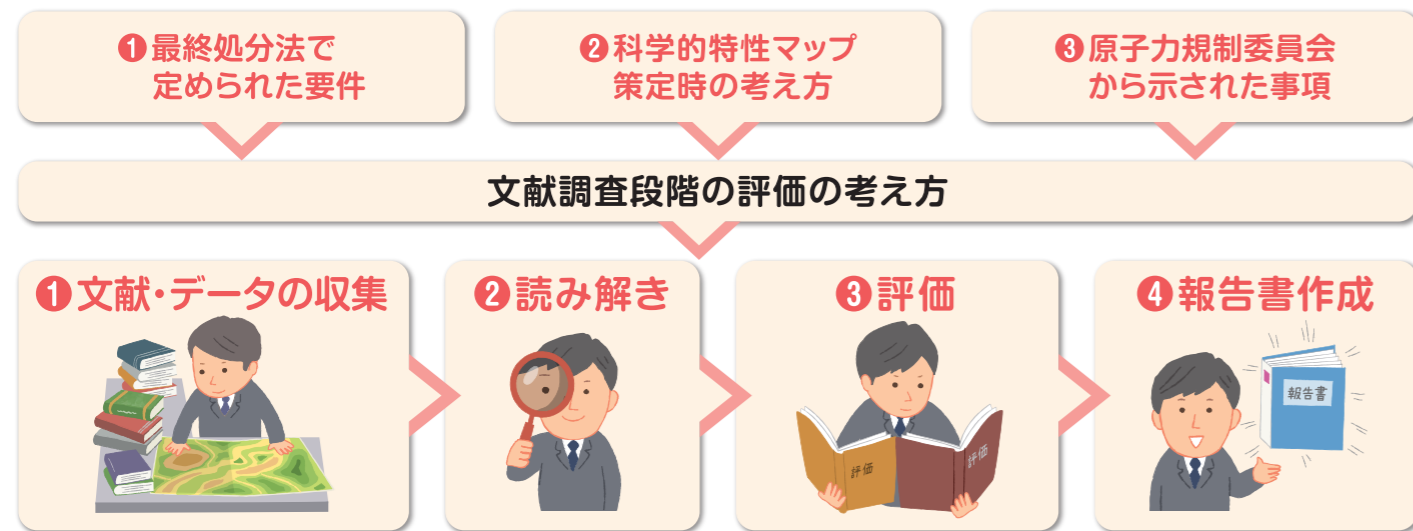 ❶最終処分法で
定められた要件
❷科学的特性マップ
策定時の考え方
❸原子力規制委員会
から示された事項
文献調査段階の評価の考え方
❶文献・データの収集
❷読み解き
❸評価
評価
評価
❹報告書作成
報告書